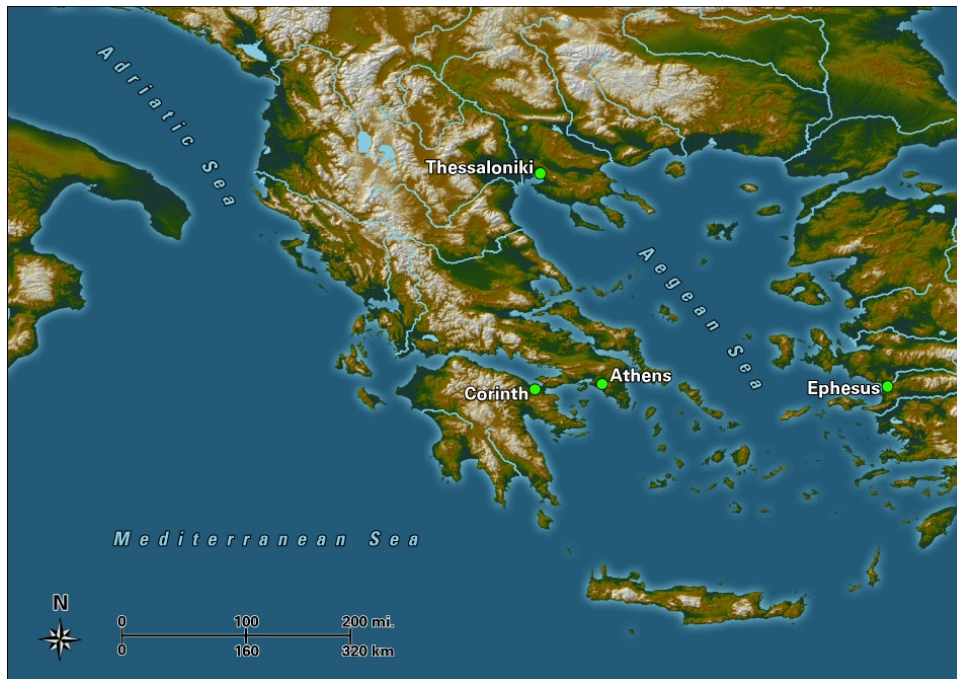 Adriatic Sea
Thessaloniki
Aegean Sea
Athens
Corinth
Ephesus
Mediterranean Sea
N
0 100 200 mi.
0 160 320 km